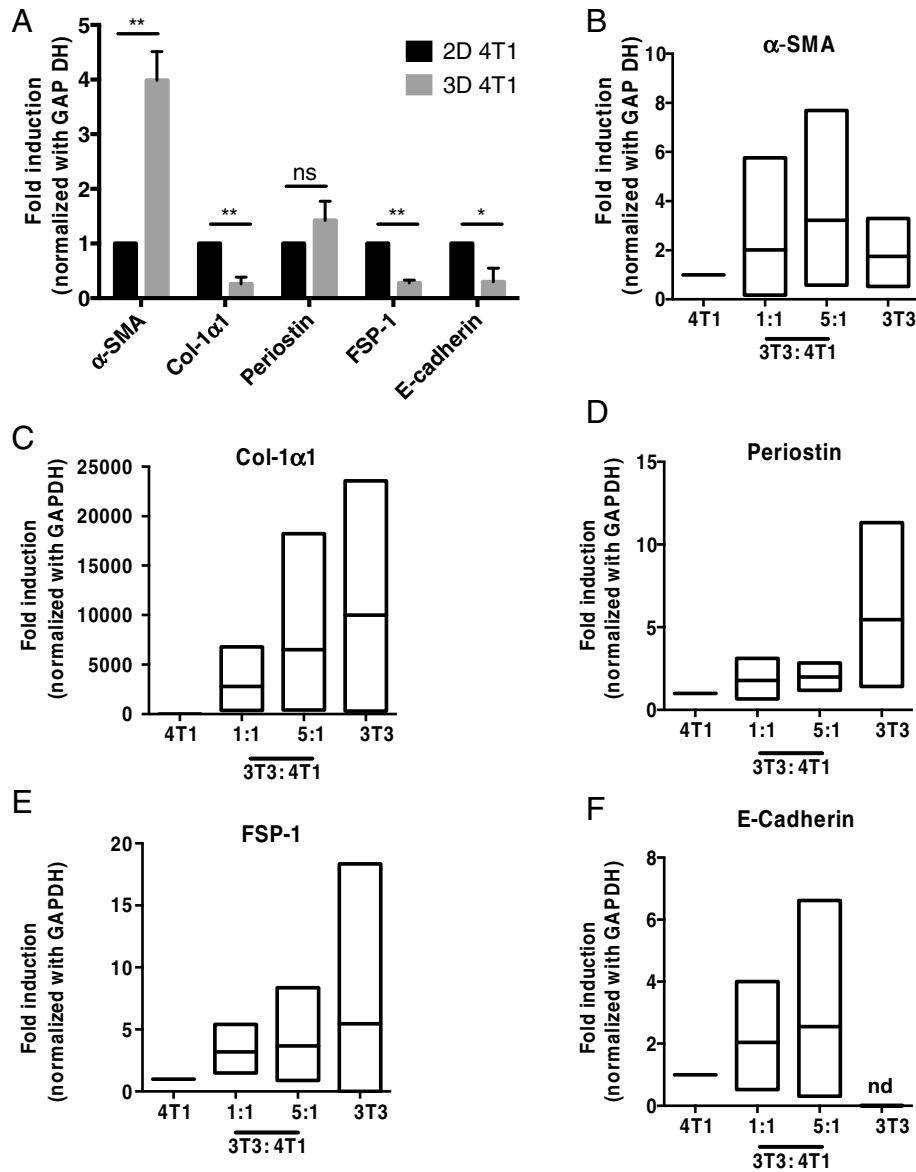 A
Fold induction
(normalized with GAP DH)
5
4
3
2
1
0
**
**
ns
**
*
2D 4T1
3D 4T1
α-SMA
Col-1α1
Periostin
FSP-1
E-cadherin
B
α-SMA
Fold induction
(normalized with GAP DH)
10
8
6
4
2
0
4T1 1:1 5:1 3T3
3T3:4T1
C
Col-1α1
Fold induction
(normalized with GAPDH)
25000
20000
15000
10000
5000
0
4T1 1:1 5:1 3T3
3T3:4T1
D
Periostin
Fold induction
(normalized with GAPDH)
15
10
5
0
4T1 1:1 5:1 3T3
3T3:4T1
E
FSP-1
Fold induction
(normalized with GAPDH)
20
15
10
5
0
4T1 1:1 5:1 3T3
3T3:4T1
F
E-Cadherin
Fold induction
(normalized with GAPDH)
8
6
4
2
0
nd
4T1 1:1 5:1 3T3
3T3:4T1